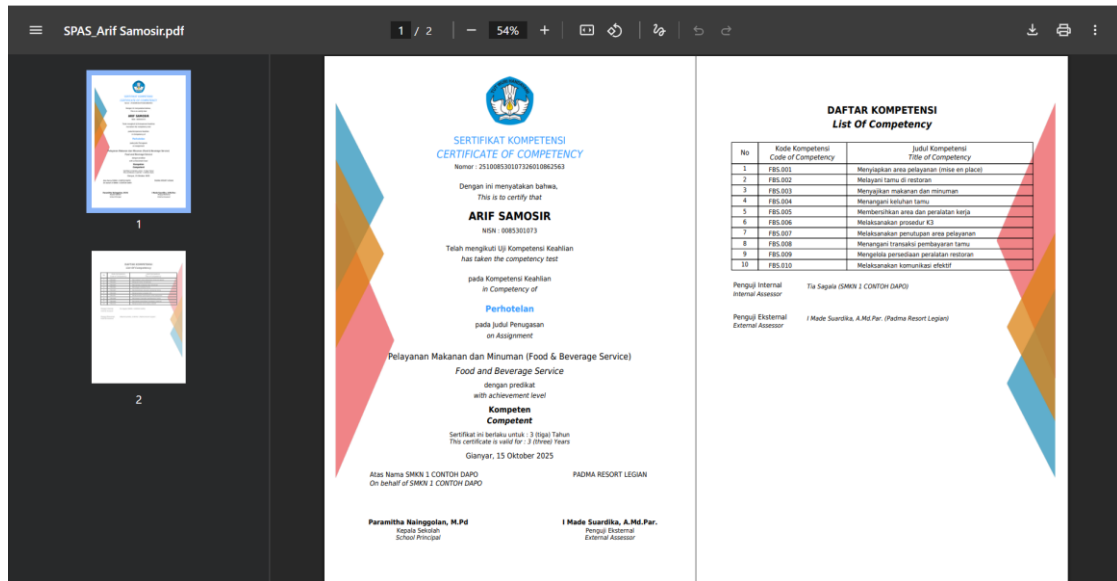 SPAS_Arif Samosir.pdf
1 / 2
54%
1
2
SERTIFIKAT KOMPETENSI
CERTIFICATE OF COMPETENCY
Nomor : 251008530107326010862563
Dengan ini menyatakan bahwa,
This is to certify that
ARIF SAMOSIR
NISN : 0085301073
Telah mengikuti Uji Kompetensi Keahlian
has taken the competency test
pada Kompetensi Keahlian
in Competency of
Perhotelan
pada Judul Penugasan
on Assignment
Pelayanan Makanan dan Minuman (Food & Beverage Service)
Food and Beverage Service
dengan predikat
with achievement level
Kompeten
Competent
Sertifikat ini berlaku untuk : 3 (tiga) Tahun
This certificate is valid for : 3 (three) Years
Gianyar, 15 Oktober 2025
Atas Nama SMKN 1 CONTOH DAPO
On behalf of SMKN 1 CONTOH DAPO
PADMA RESORT LEGIAN
Paramitha Nainggolan, M.Pd
Kepala Sekolah
School Principal
I Made Suardika, A.Md.Par.
Penguji Eksternal
External Assessor
DAFTAR KOMPETENSI
List Of Competency
No Kode Kompetensi Judul Kompetensi
Code of Competency Title of Competency
1 FBS.001 Menyiapkan area pelayanan (mise en place)
2 FBS.002 Melayani tamu di restoran
3 FBS.003 Menyajikan makanan dan minuman
4 FBS.004 Menangani keluhan tamu
5 FBS.005 Membersihkan area dan peralatan kerja
6 FBS.006 Melaksanakan prosedur K3
7 FBS.007 Melaksanakan penutupan area pelayanan
8 FBS.008 Menangani transaksi pembayaran tamu
9 FBS.009 Mengelola persediaan peralatan restoran
10 FBS.010 Melaksanakan komunikasi efektif
Penguji Internal Tia Sagala (SMKN 1 CONTOH DAPO)
Internal Assessor
Penguji Eksternal I Made Suardika, A.Md.Par. (Padma Resort Legian)
External Assessor